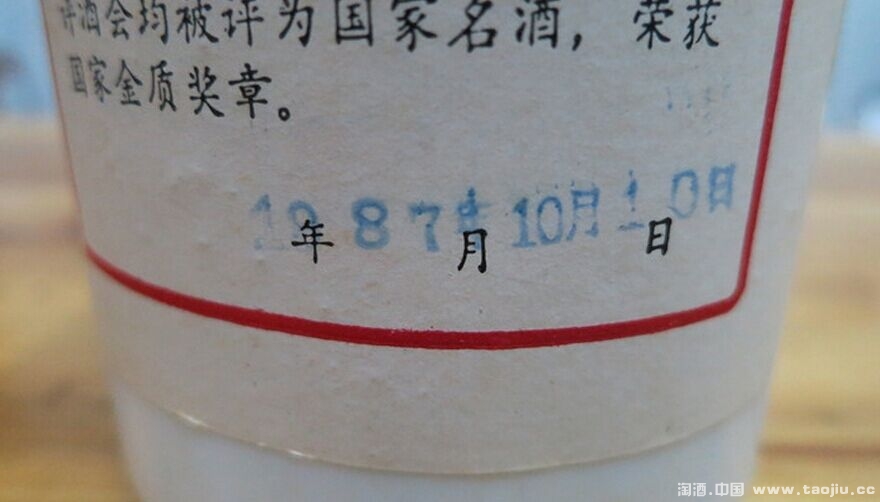 评酒会均被评为国家名酒，荣获
国家金质奖章。
1987年10月10日
年 月 日
淘酒.中国 www.taojiu.cc